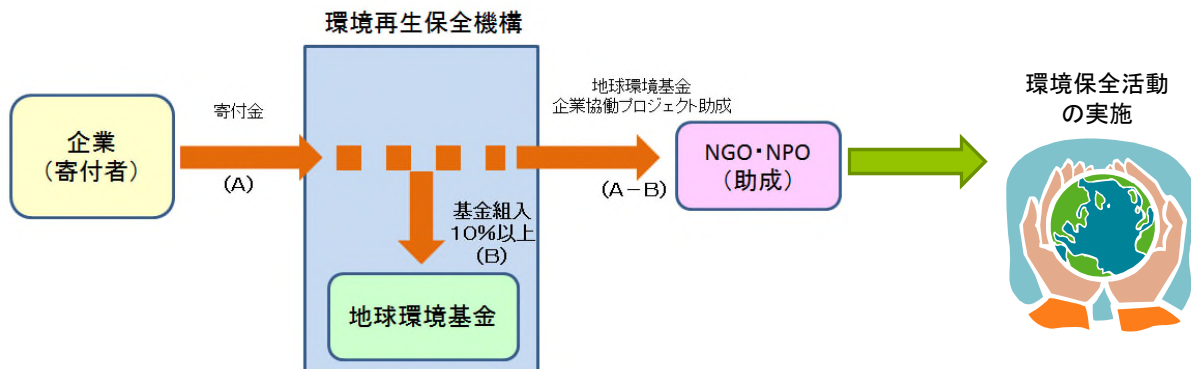 環境再生保全機構
企業
（寄付者）
寄付金
(A)
基金組入
10％以上
(B)
地球環境基金
地球環境基金
企業協働プロジェクト助成
(A－B)
NGO・NPO
（助成）
環境保全活動
の実施